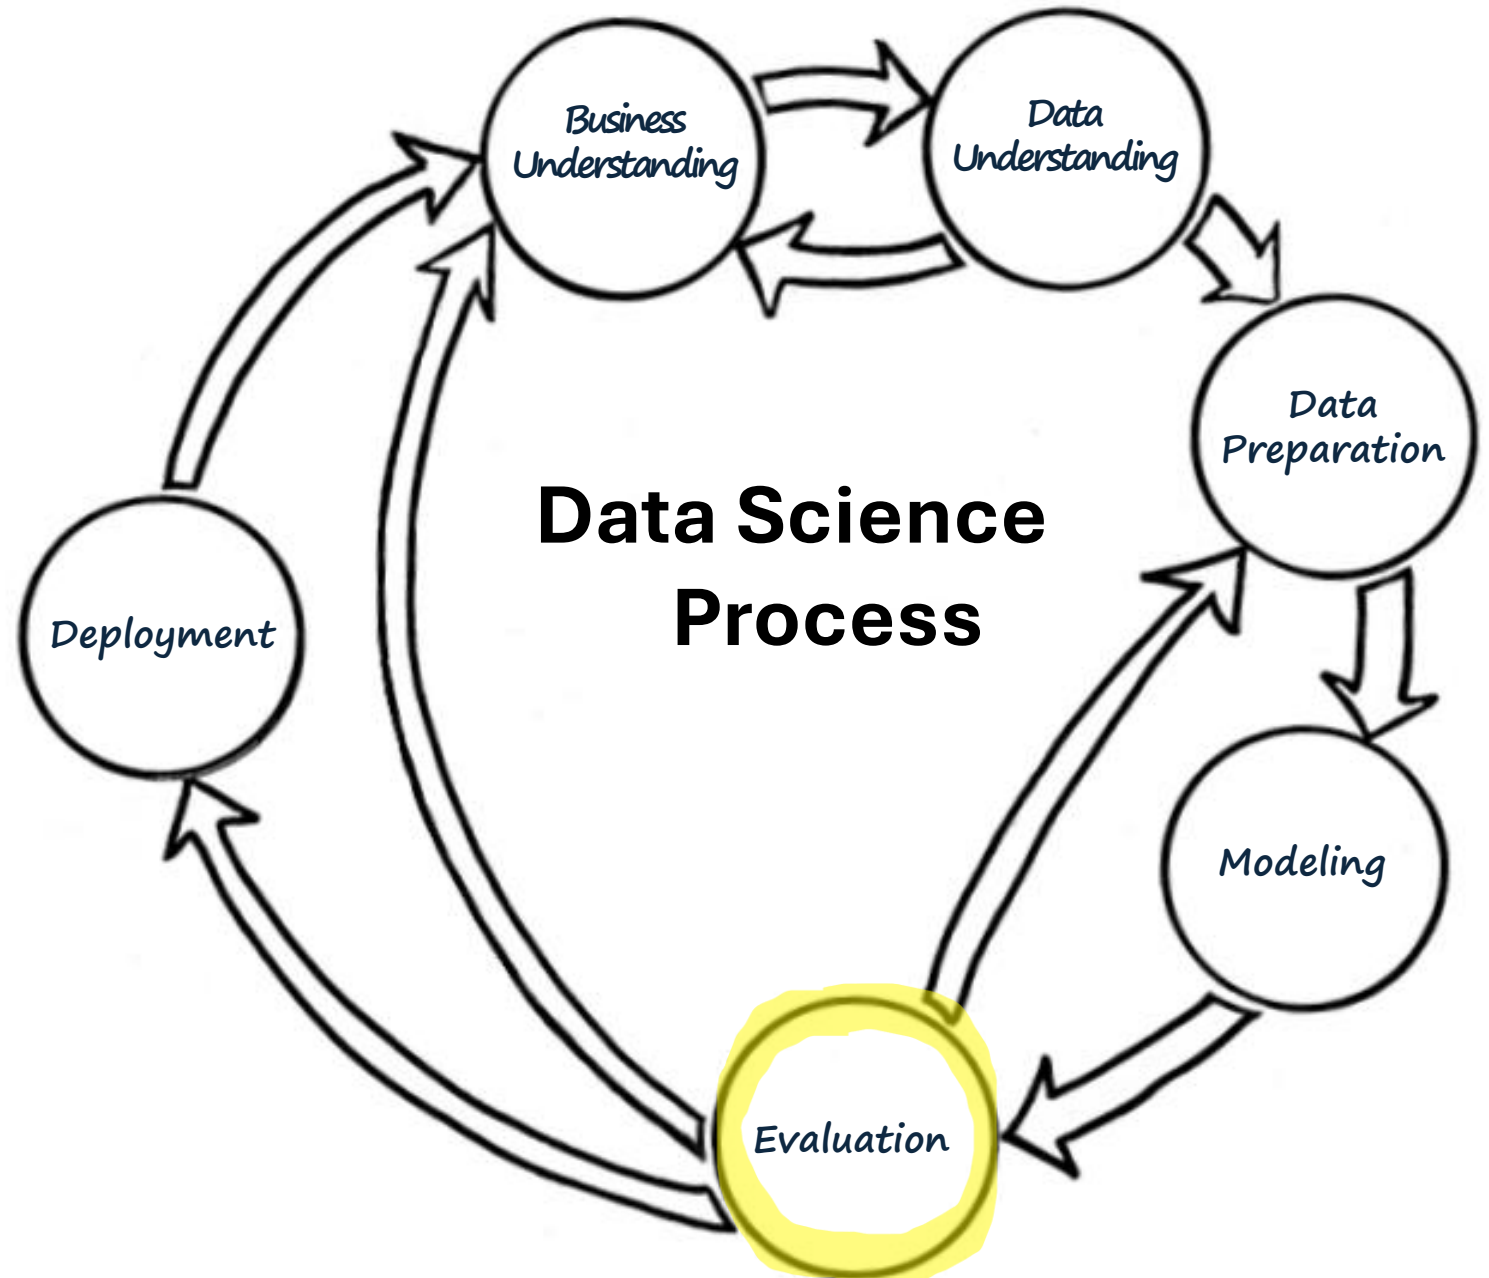 Business
Understanding
Data
Understanding
Data
Preparation
Data Science
Process
Deployment
Modeling
Evaluation